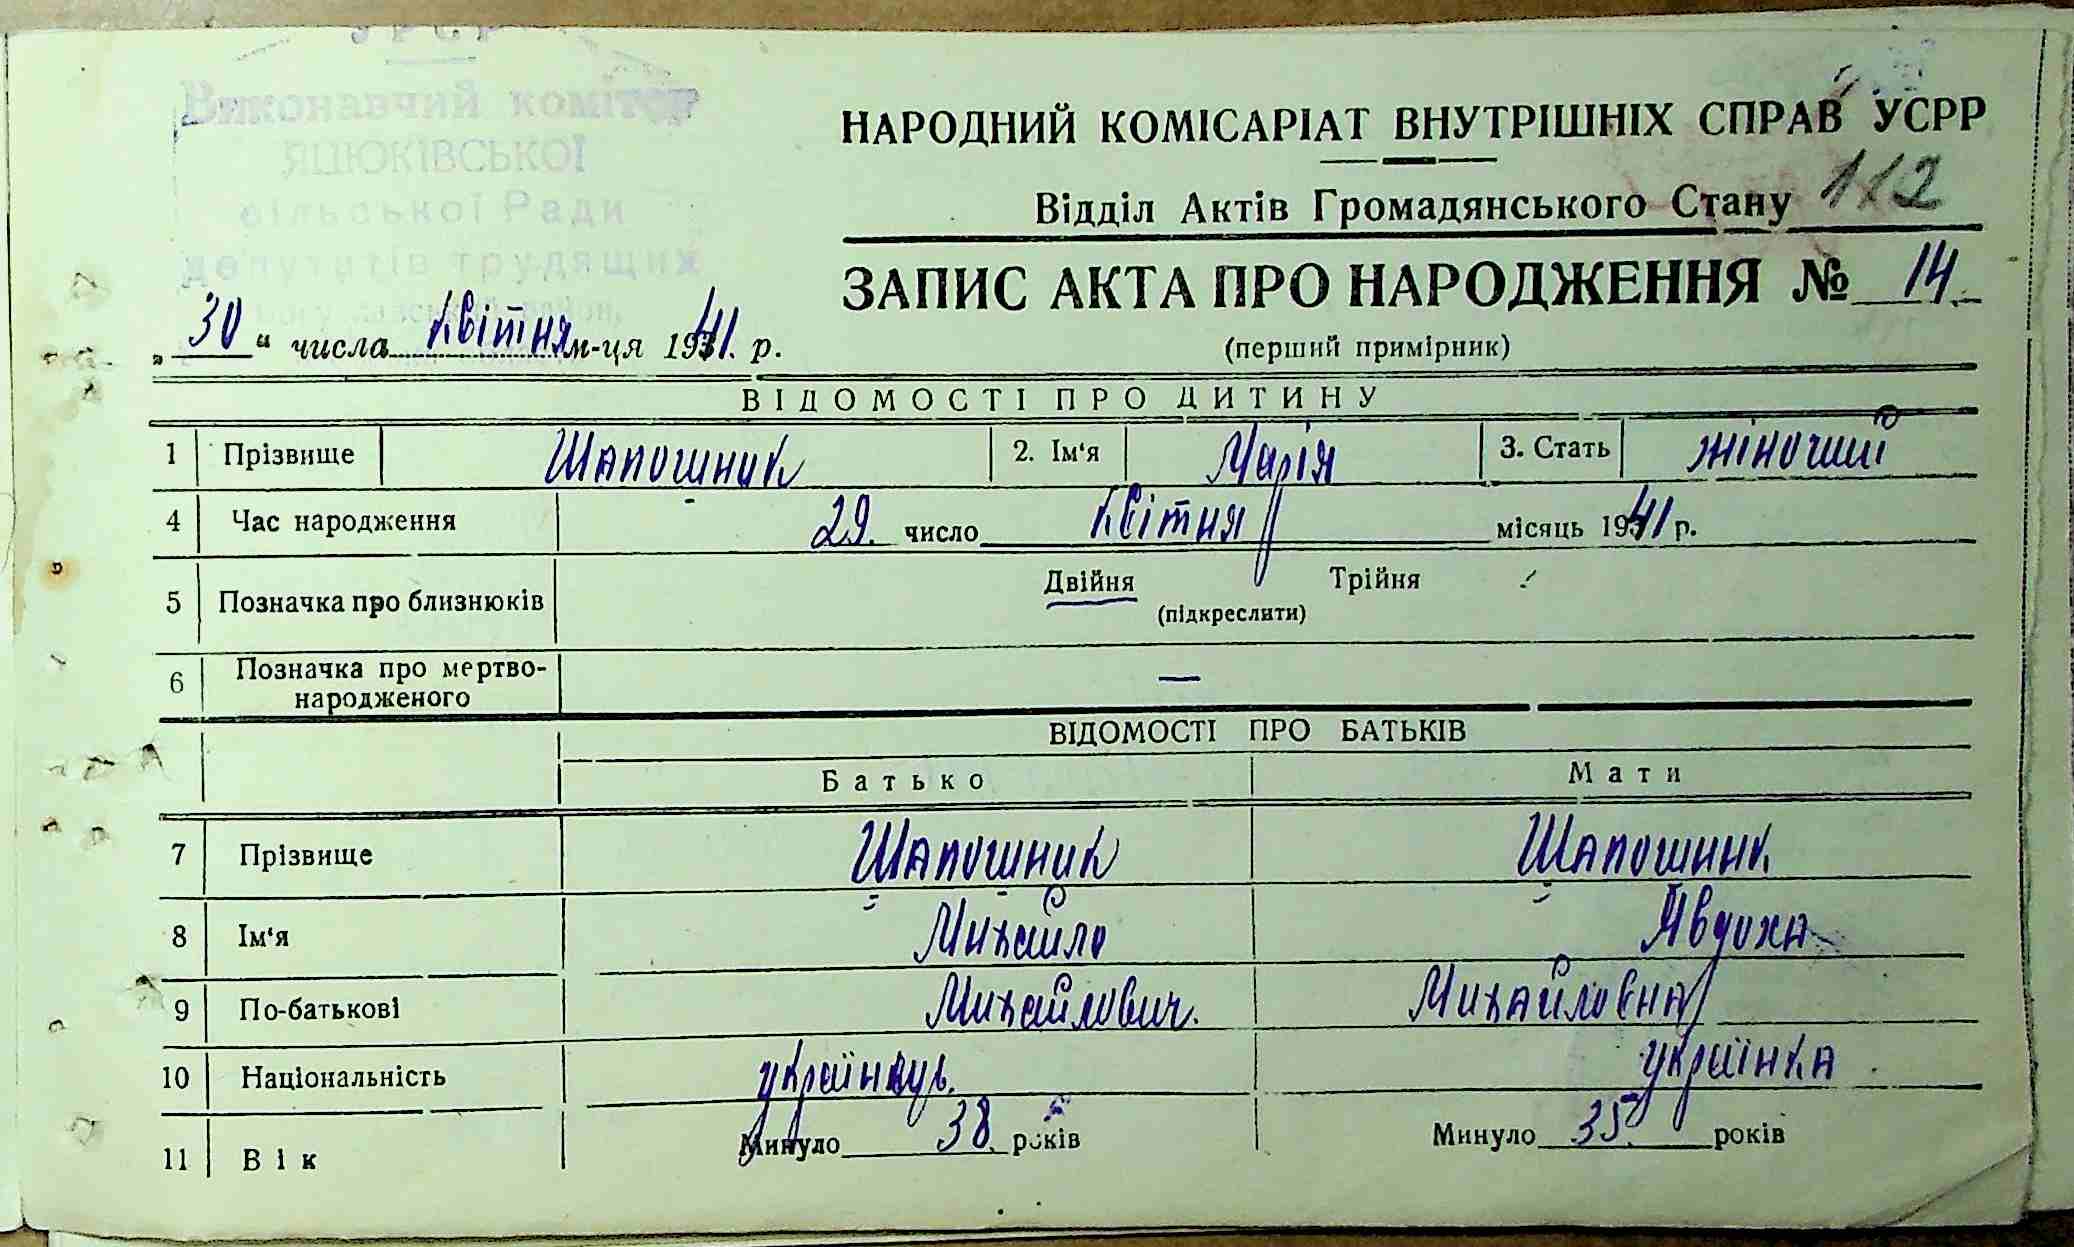 УРСР
Виконавчий комітет
ЯЦЮКІВСЬКОЇ
сільської Ради
депутатів трудящих
район,
НАРОДНИЙ КОМІСАРІАТ ВНУТРІШНІХ СПРАВ УСРР
Відділ Актів Громадянського Стану 112
ЗАПИС АКТА ПРО НАРОДЖЕННЯ № 14
(перший примірник)
„30“ числа квітня м-ця 1941. р.
ВІДОМОСТІ ПРО ДИТИНУ
1 Прізвище Шапошник 2. Ім‘я Марія 3. Стать жіночий
4 Час народження 29. число квітня місяць 1941 р.
5 Позначка про близнюків Двійня Трійня
(підкреслити)
6 Позначка про мертво-
народженого —
ВІДОМОСТІ ПРО БАТЬКІВ
Батько Мати
7 Прізвище Шапошник Шапошник
8 Ім‘я Михайло Явдоха
9 По-батькові Михайлович. Михайловна
10 Національність українець. українка
11 Вік Минуло 38. років Минуло 35. років